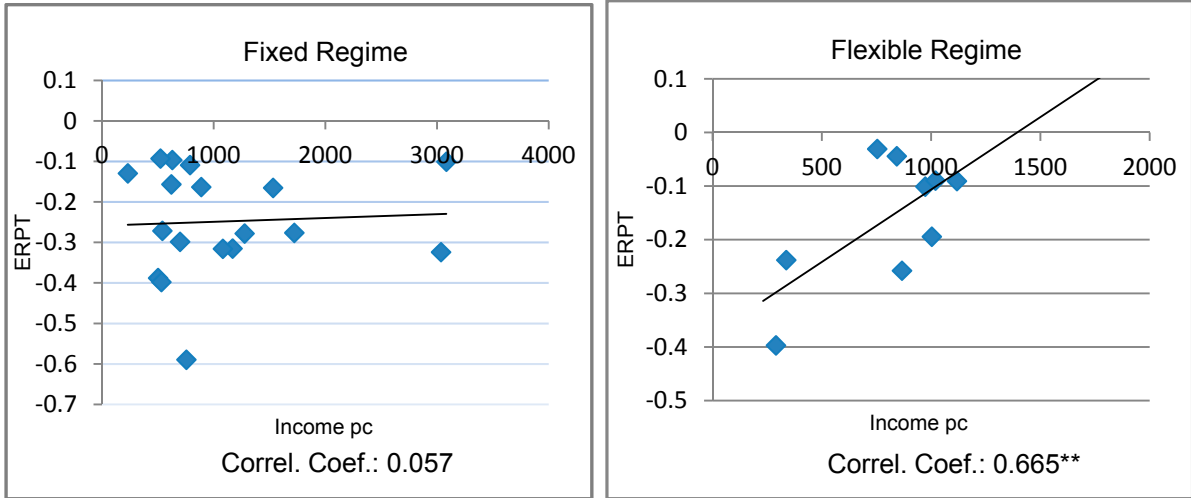 Fixed Regime
0.1
0
-0.1
-0.2
-0.3
-0.4
-0.5
-0.6
-0.7
0 1000 2000 3000 4000
ERPT
Income pc
Correl. Coef.: 0.057
Flexible Regime
0.1
0
-0.1
-0.2
-0.3
-0.4
-0.5
0 500 1000 1500 2000
ERPT
Income pc
Correl. Coef.: 0.665**